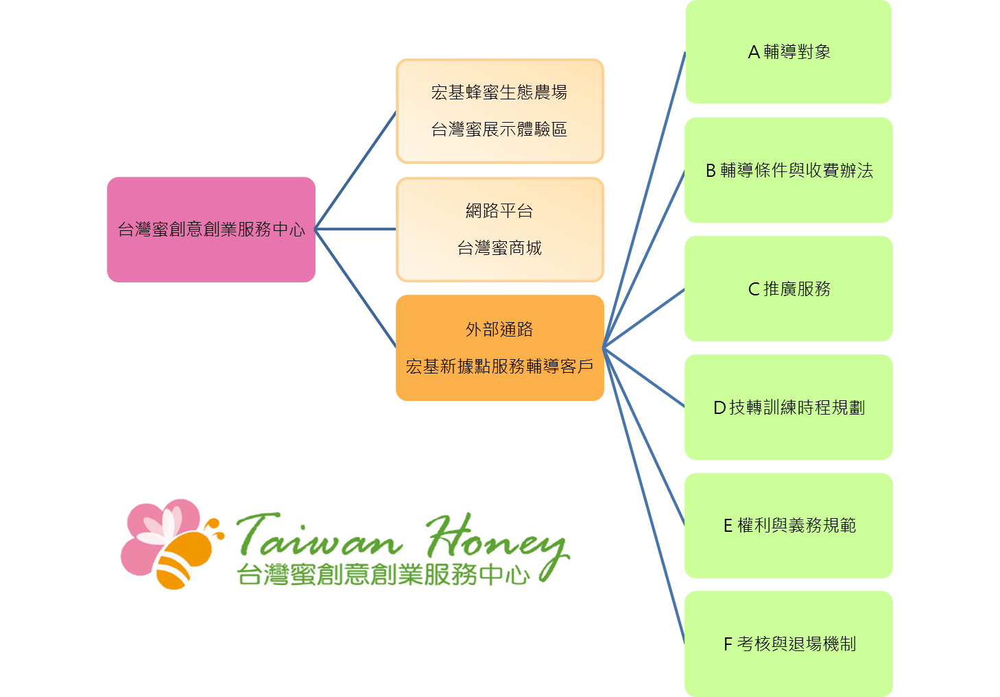 台灣蜜創意創業服務中心
宏基蜂蜜生態農場
台灣蜜展示體驗區
網路平台
台灣蜜商城
外部通路
宏基新據點服務輔導客戶
A 輔導對象
B 輔導條件與收費辦法
C 推廣服務
D 技轉訓練時程規劃
E 權利與義務規範
F 考核與退場機制
Taiwan Honey
台灣蜜創意創業服務中心